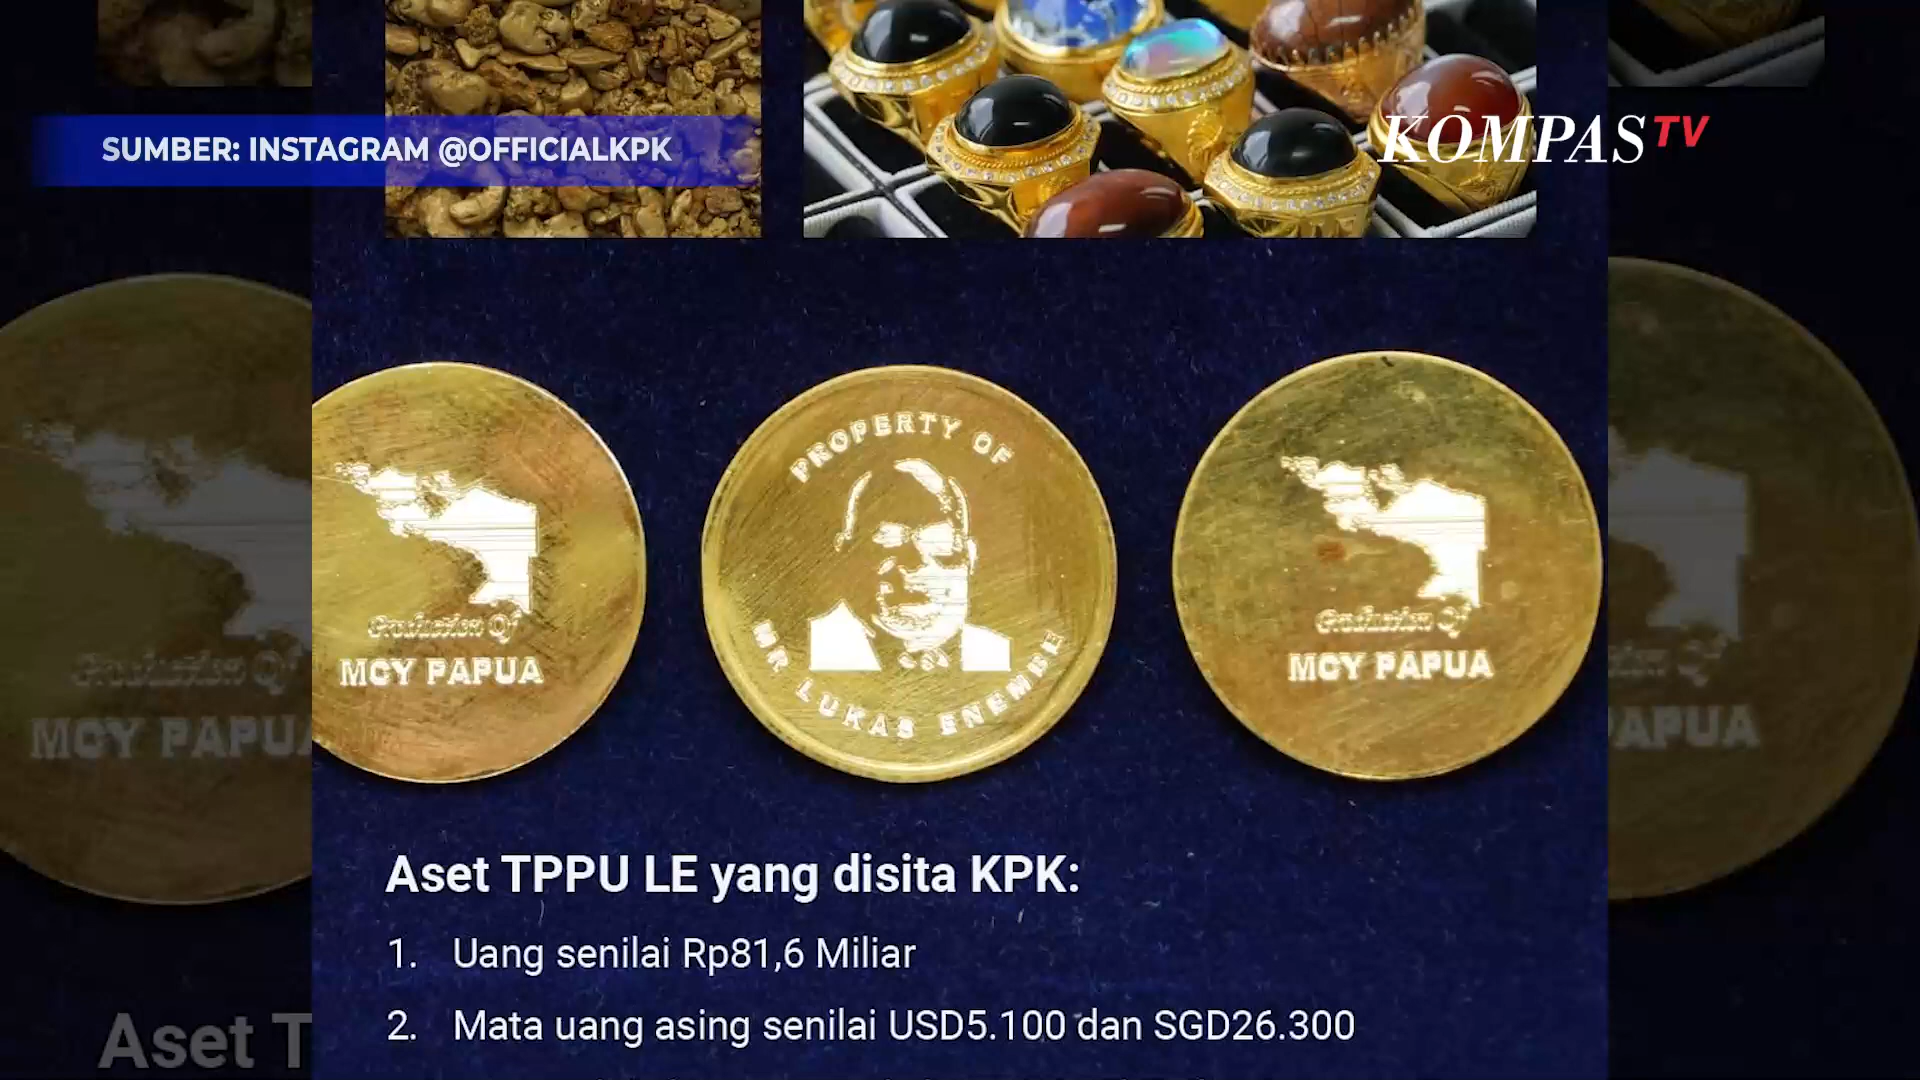 SUMBER: INSTAGRAM @OFFICIALKPK
KOMPAS TV
PROPERTY OF
MR LUKAS ENENBE
Graduation Of
MCY PAPUA
Graduation Of
MCY PAPUA
Aset TPPU LE yang disita KPK:
1. Uang senilai Rp81,6 Miliar
2. Mata uang asing senilai USD5.100 dan SGD26.300